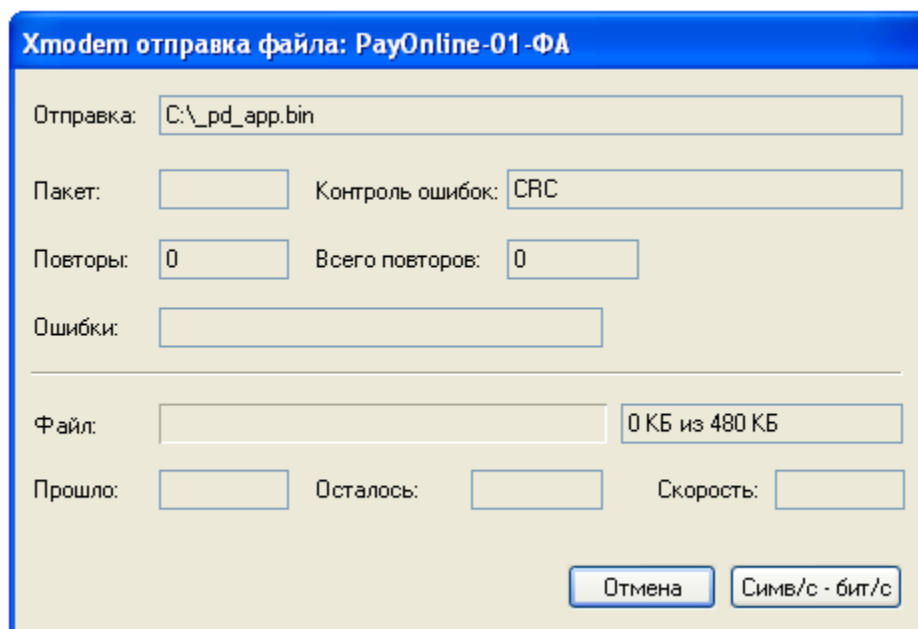 Xmodem отправка файла: PayOnline-01-ФА
Отправка: C:\_pd_app.bin
Пакет: Контроль ошибок: CRC
Повторы: 0 Всего повторов: 0
Ошибки:
Файл: 0 КБ из 480 КБ
Прошло: Осталось: Скорость:
Отмена Симв/с - бит/с